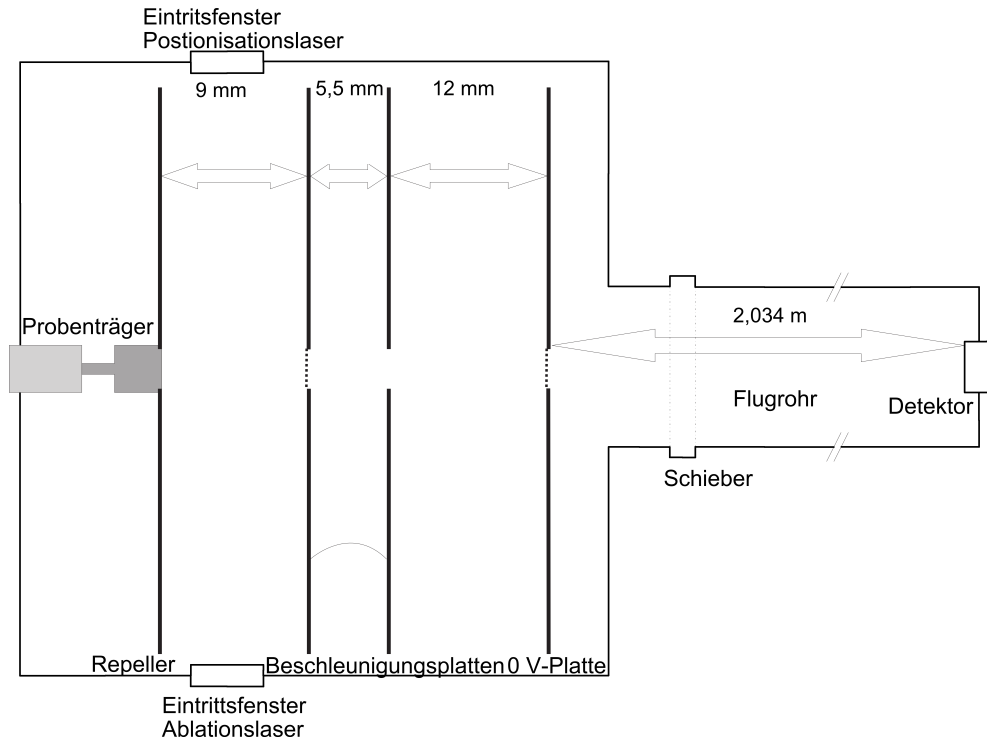 Eintritsfenster
Postionisationslaser
9 mm
5,5 mm
12 mm
Probenträger
2,034 m
Flugrohr
Detektor
Schieber
Repeller
Beschleunigungsplatten
0 V-Platte
Eintrittsfenster
Ablationslaser